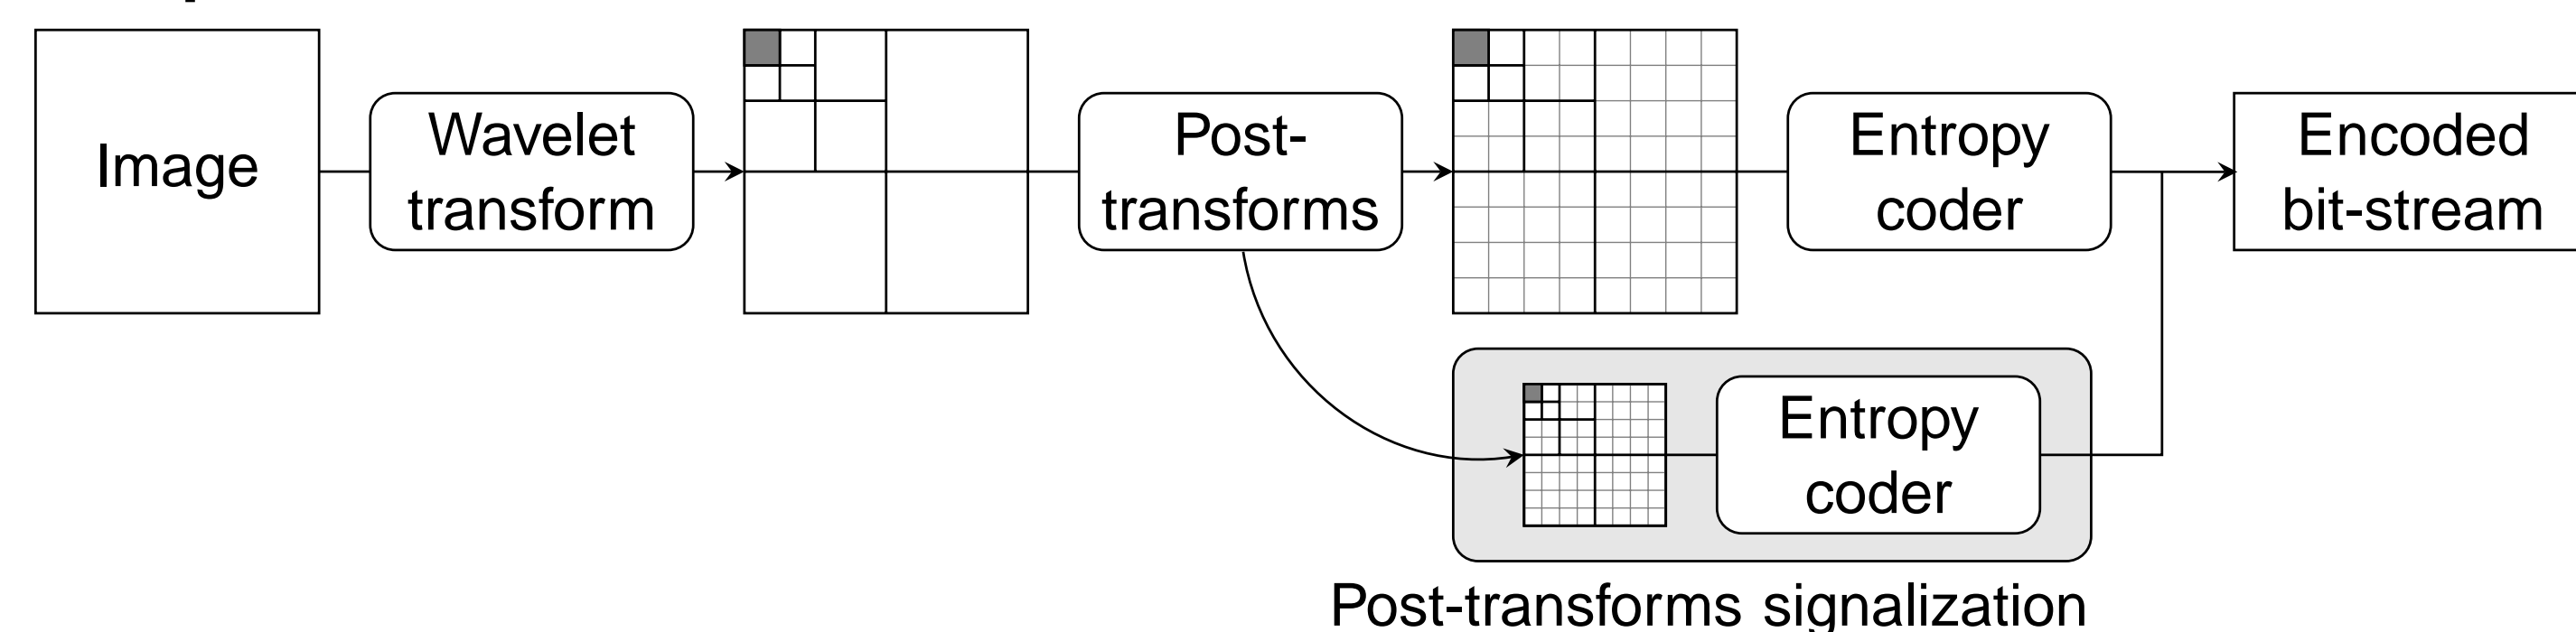 Image
Wavelet
transform
Post-
transforms
Entropy
coder
Encoded
bit-stream
Entropy
coder
Post-transforms signalization